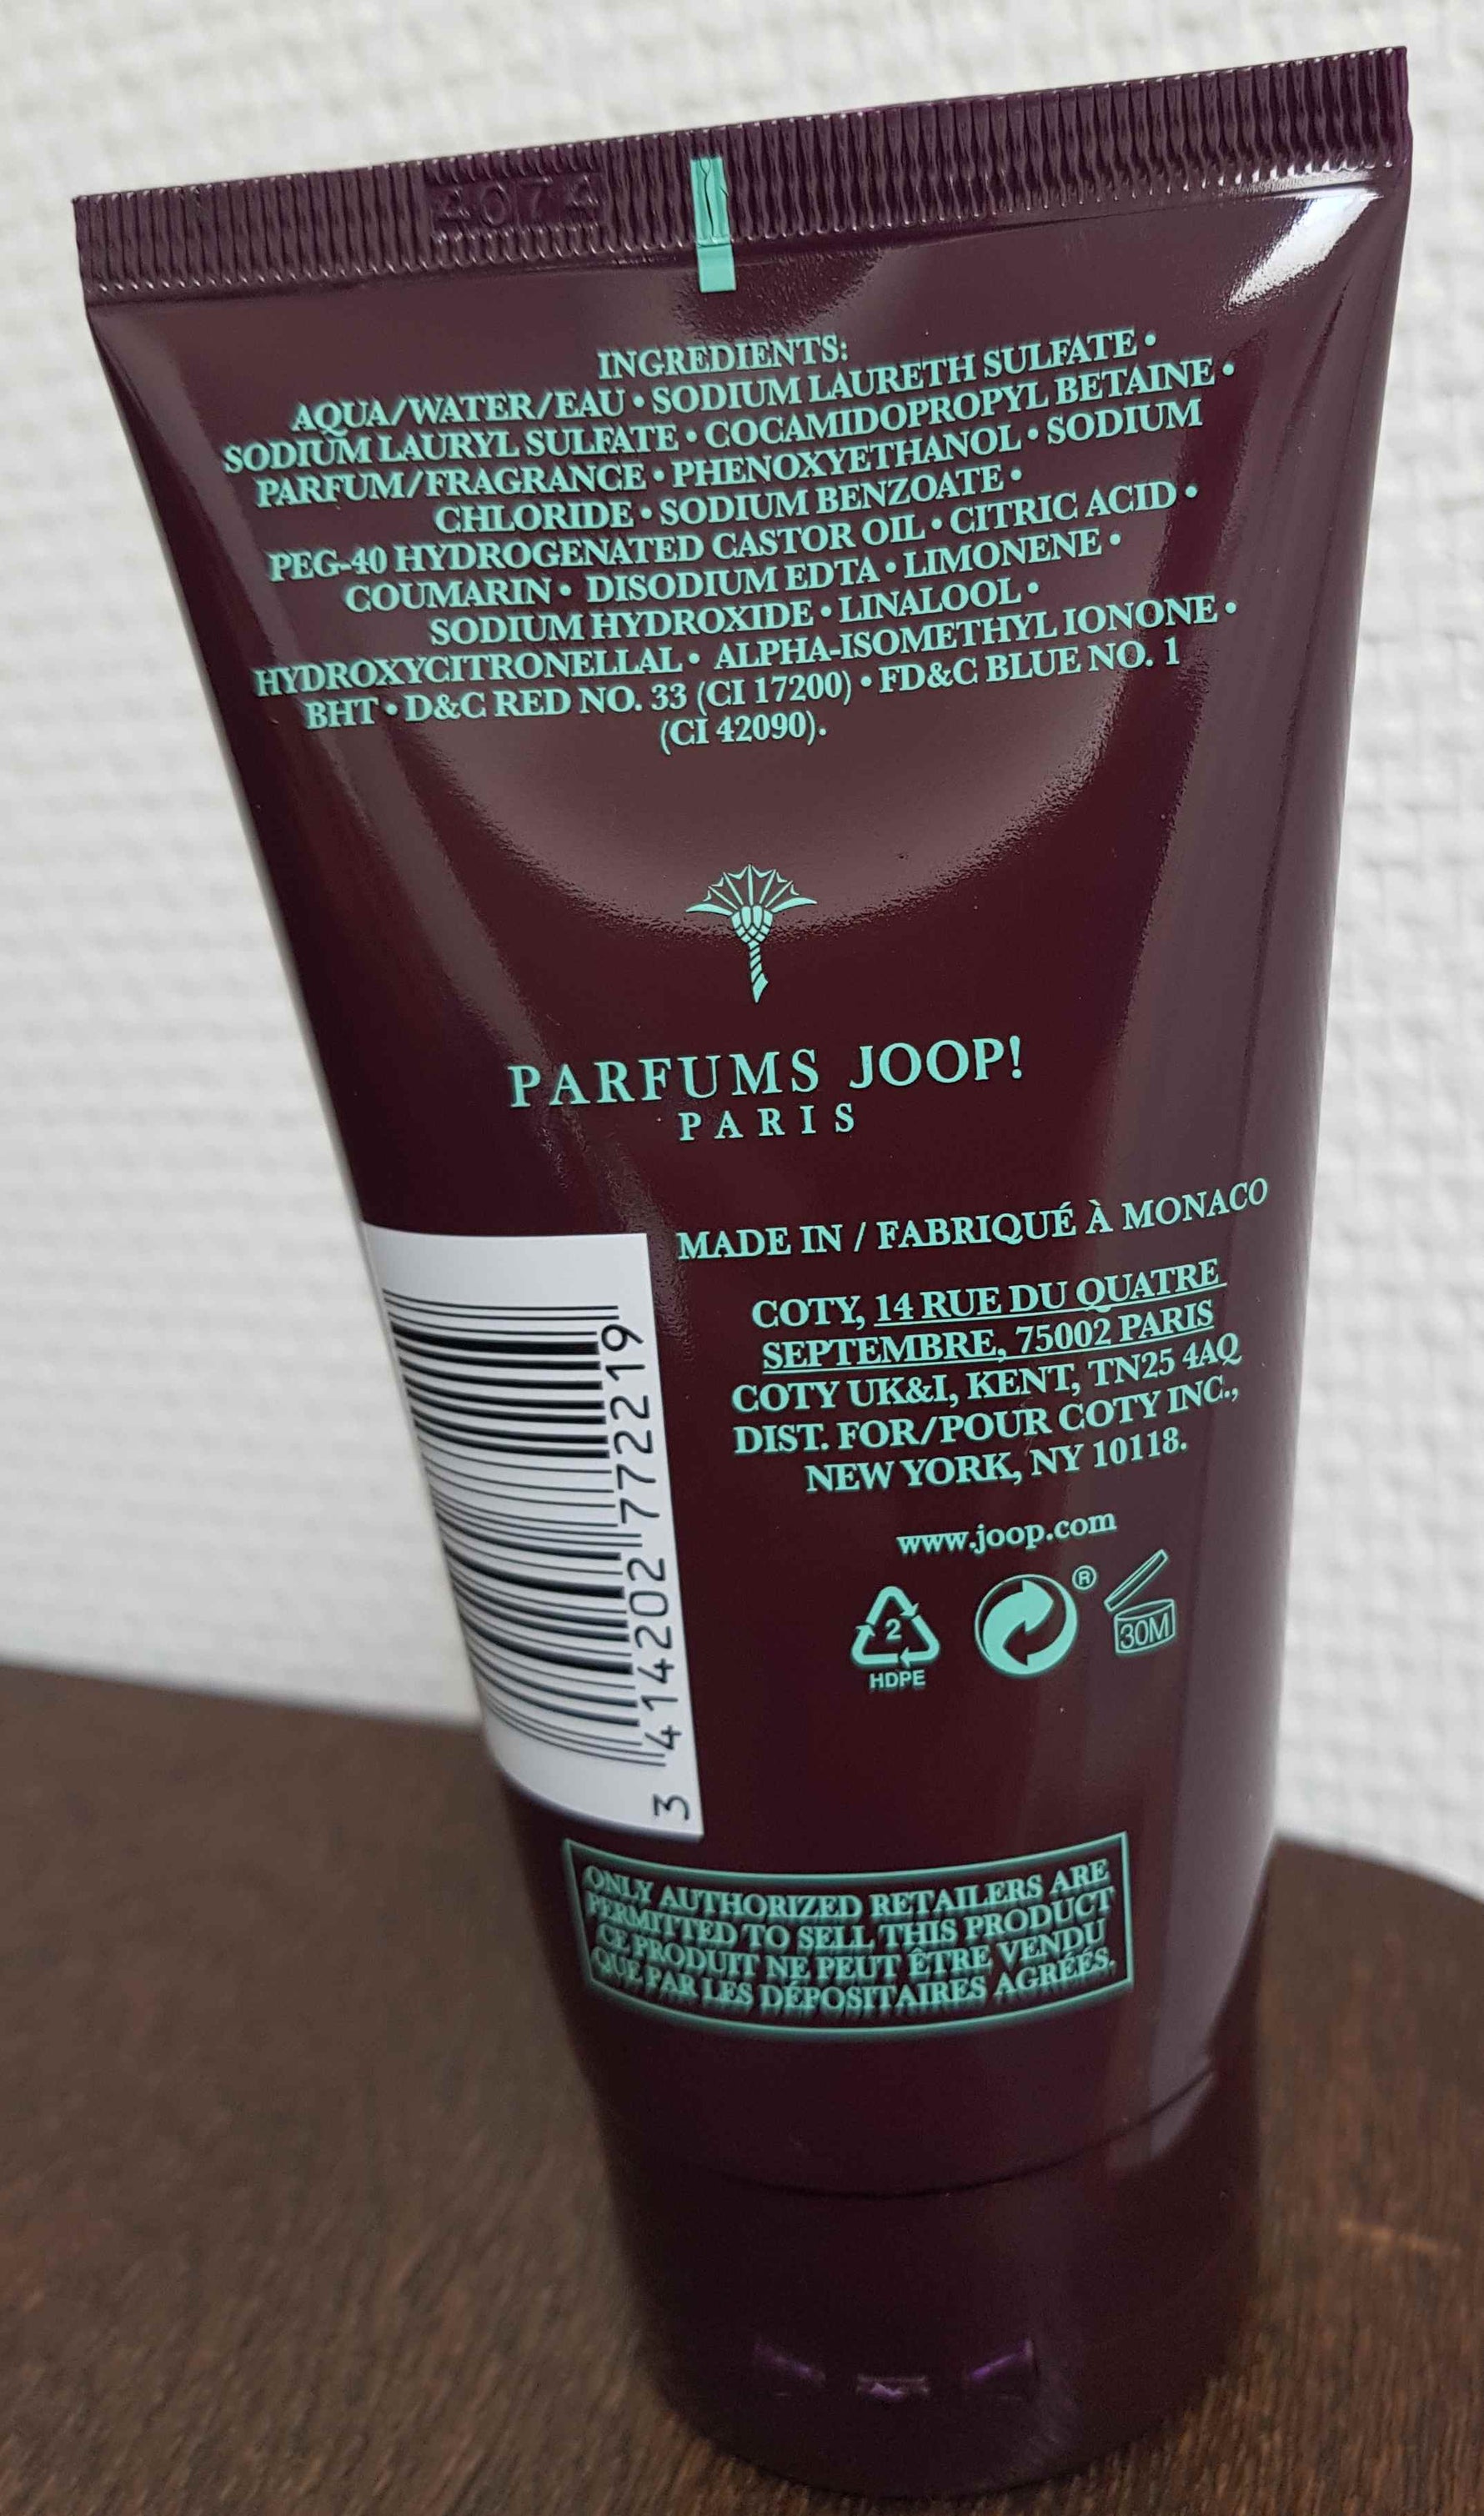 4074
INGREDIENTS:
AQUA/WATER/EAU • SODIUM LAURETH SULFATE •
SODIUM LAURYL SULFATE • COCAMIDOPROPYL BETAINE •
PARFUM/FRAGRANCE • PHENOXYETHANOL • SODIUM
CHLORIDE • SODIUM BENZOATE •
PEG-40 HYDROGENATED CASTOR OIL • CITRIC ACID •
COUMARIN • DISODIUM EDTA • LIMONENE •
SODIUM HYDROXIDE • LINALOOL •
HYDROXYCITRONELLAL • ALPHA-ISOMETHYL IONONE •
BHT • D&C RED NO. 33 (CI 17200) • FD&C BLUE NO. 1
(CI 42090).
PARFUMS JOOP!
PARIS
MADE IN / FABRIQUÉ À MONACO
COTY, 14 RUE DU QUATRE
SEPTEMBRE, 75002 PARIS
COTY UK&I, KENT, TN25 4AQ
DIST. FOR/POUR COTY INC.,
NEW YORK, NY 10118.
www.joop.com
2
HDPE
®
30M
3 414202 772219
ONLY AUTHORIZED RETAILERS ARE
PERMITTED TO SELL THIS PRODUCT
CE PRODUIT NE PEUT ÊTRE VENDU
QUE PAR LES DÉPOSITAIRES AGRÉÉS.